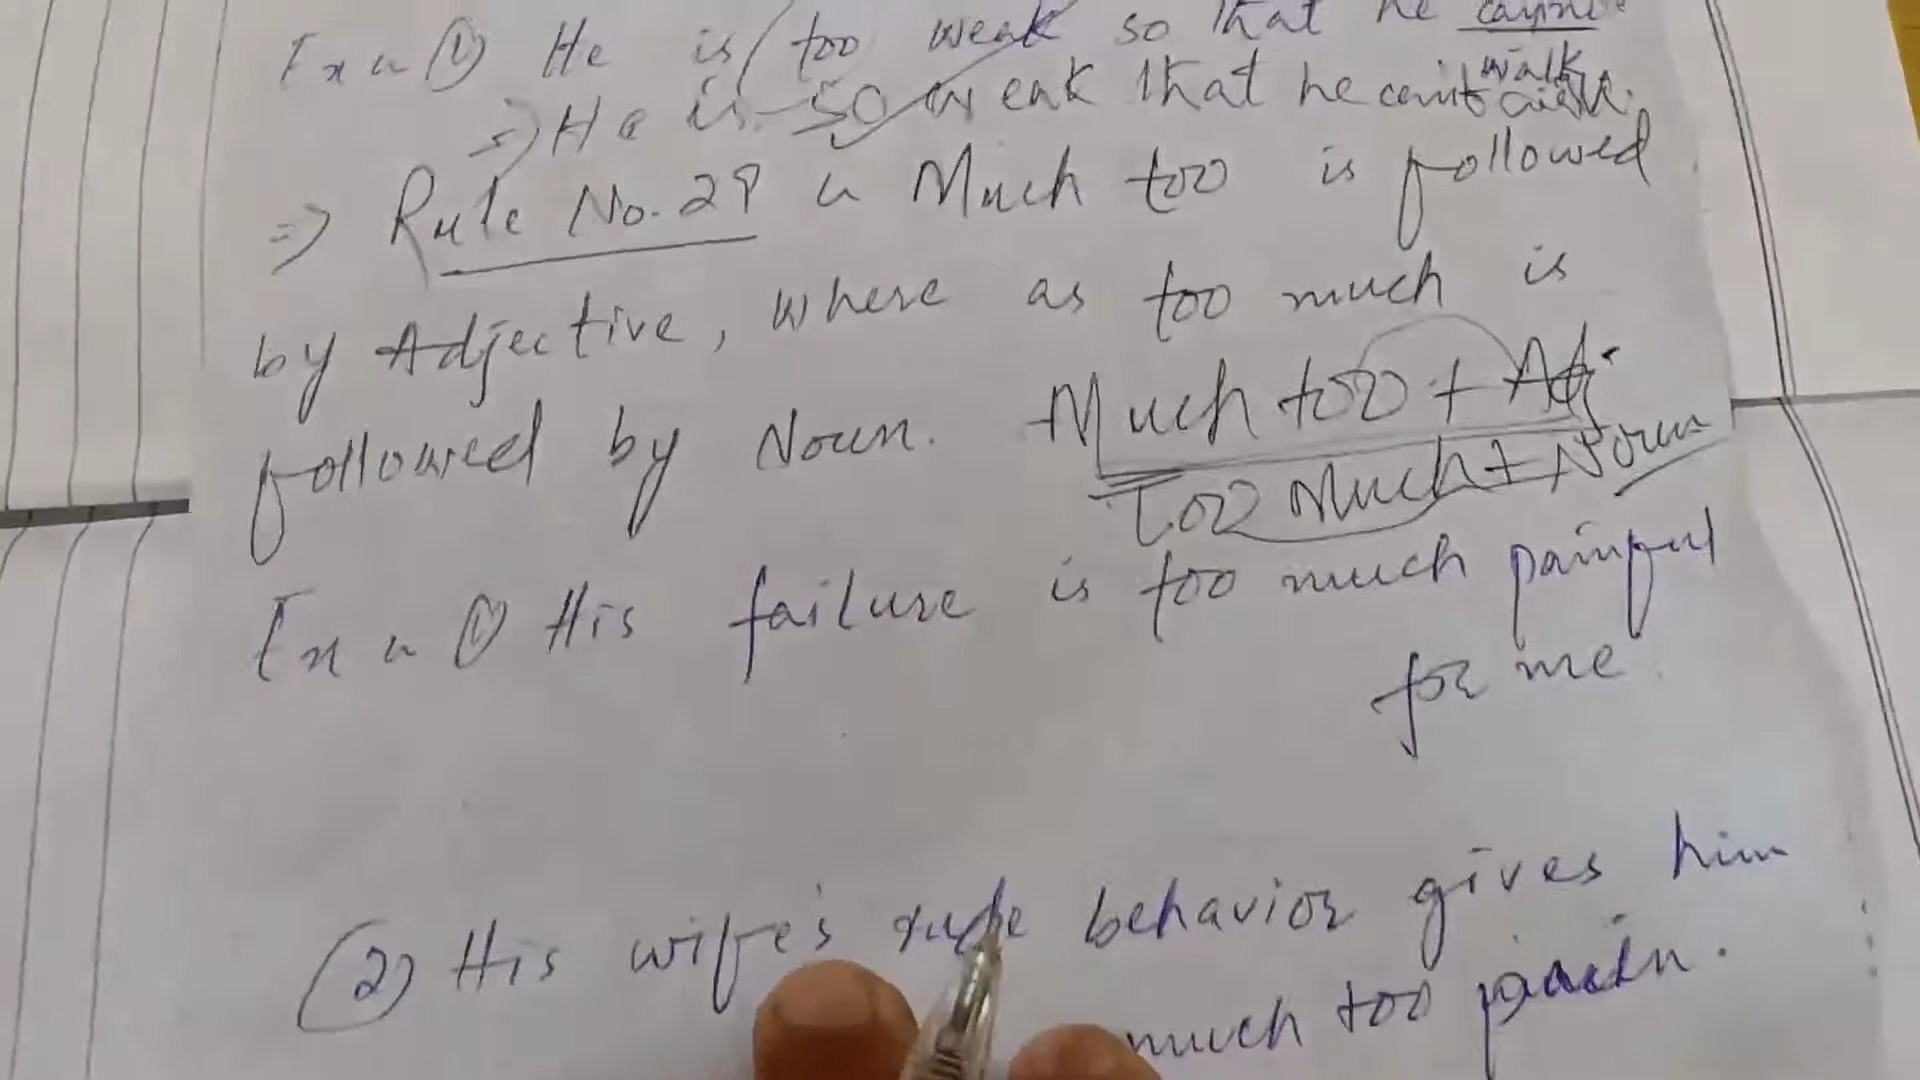 Ex (1) He is too weak so that he
walk
=> He is so weak that he can't
=> Rule No. 29 Much too is followed
by Adjective, where as too much is
followed by Noun. Much too + Adj.
Too Much + Noun
Ex (1) His failure is too much painful
for me.
(2) His wife's rude behavior gives him
much too pain.